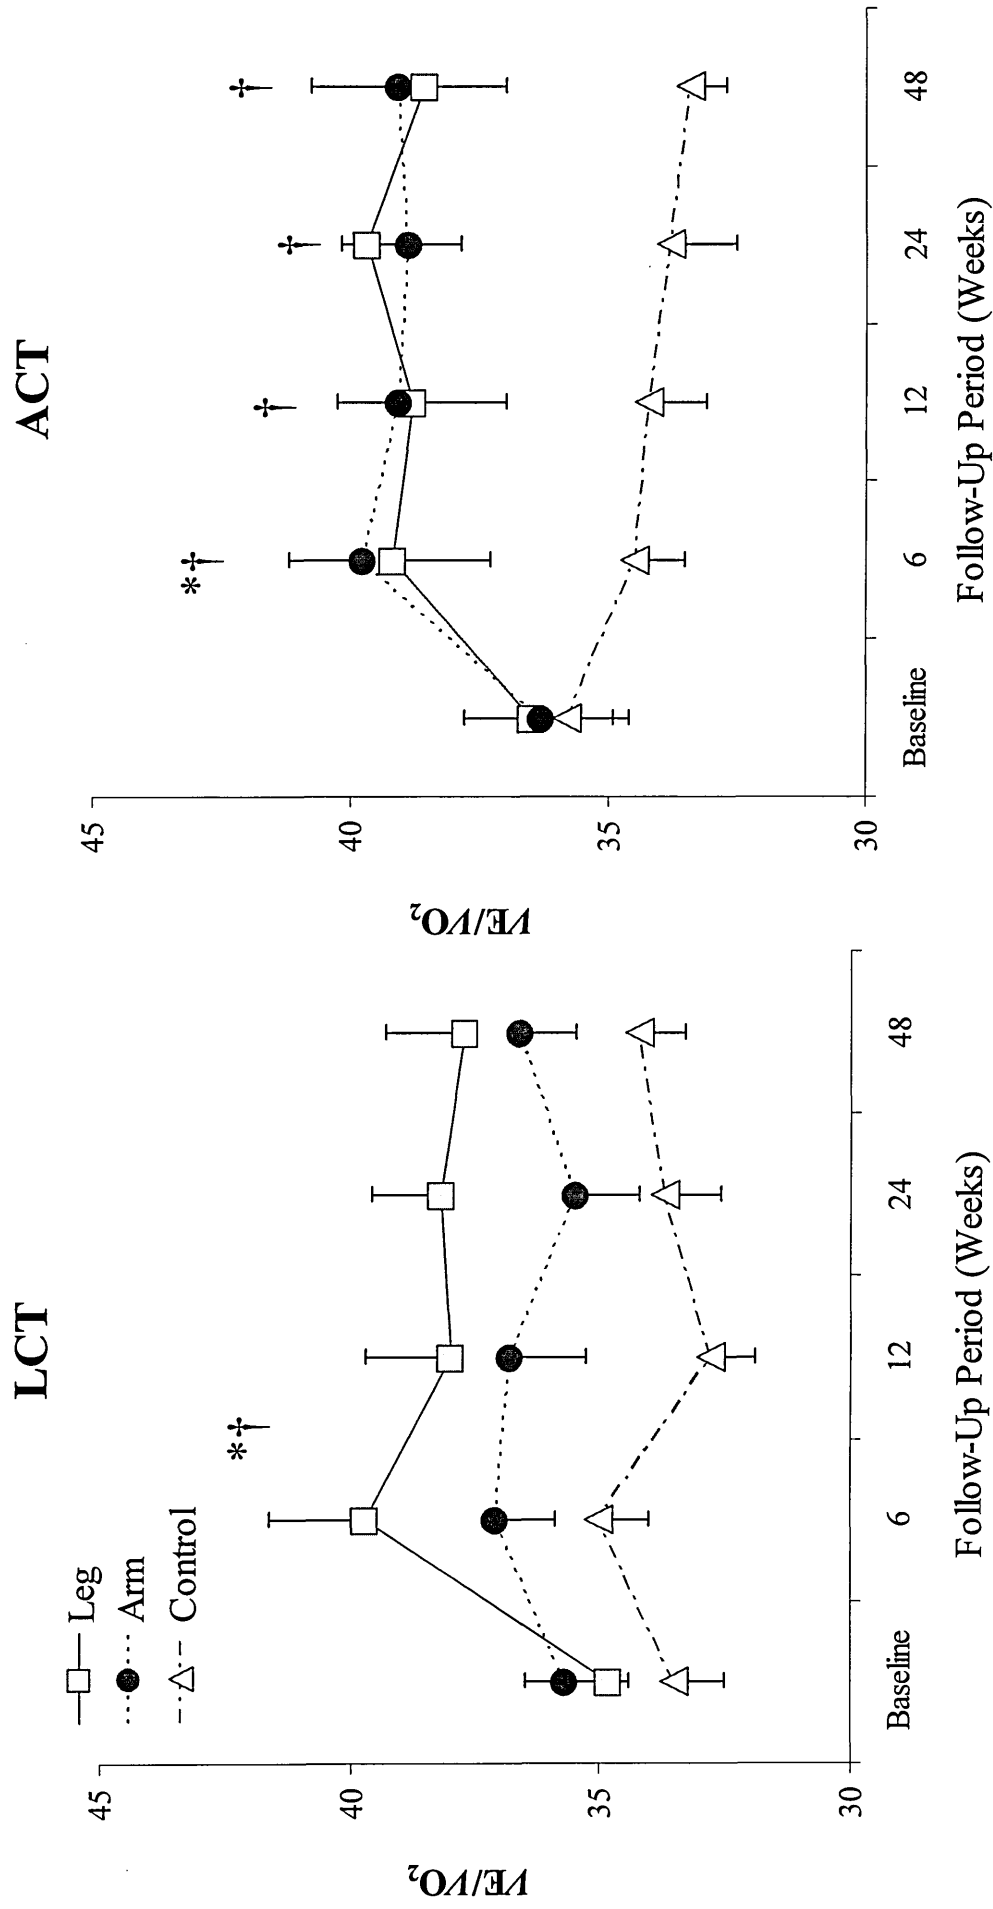 LCT
Leg
Arm
Control
*†
45
40
35
30
VE/VO₂
Baseline
6
12
24
48
Follow-Up Period (Weeks)
ACT
*‡
‡
‡
‡
45
40
35
30
VE/VO₂
Baseline
6
12
24
48
Follow-Up Period (Weeks)